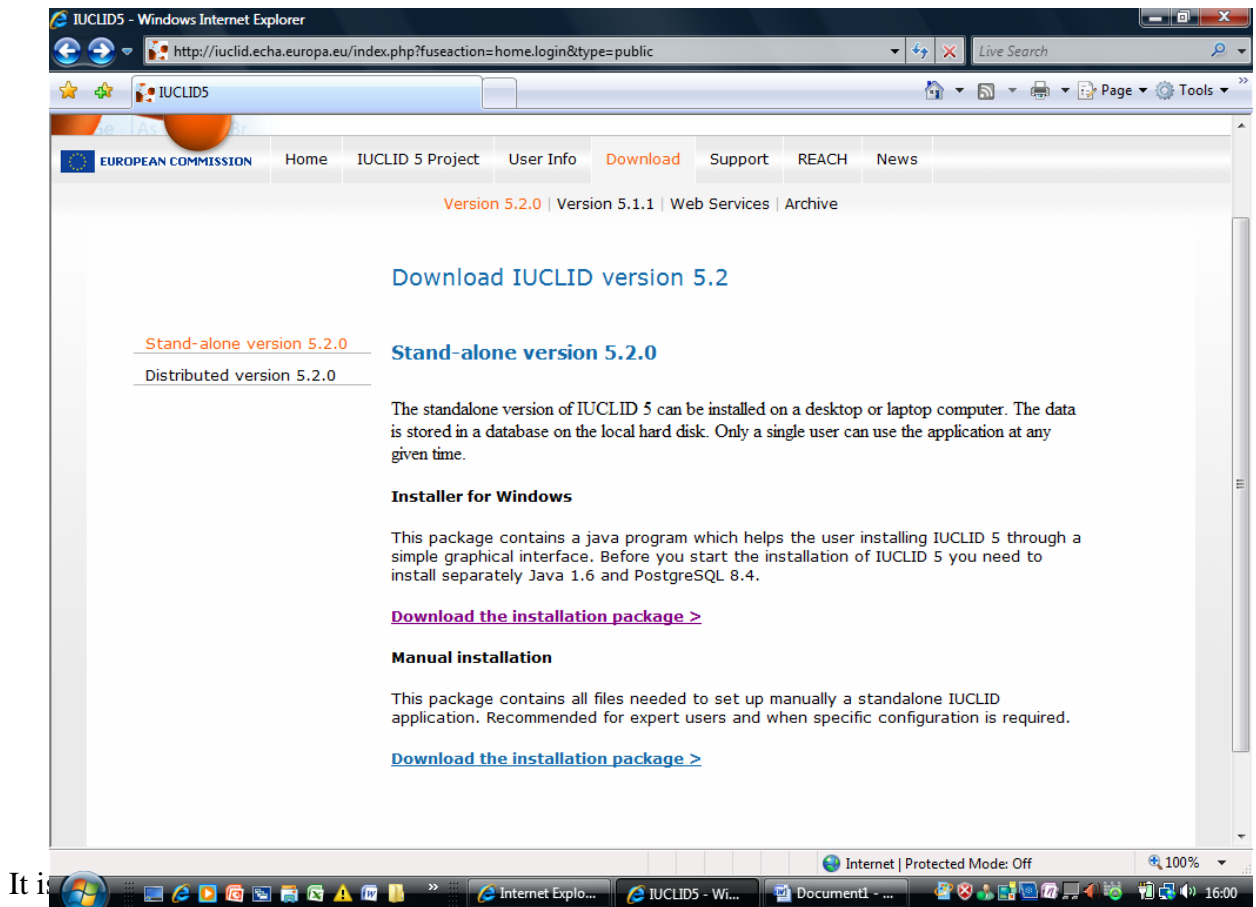 IUCLID5 - Windows Internet Explorer
http://iuclid.echa.europa.eu/index.php?fuseaction=home.login&type=public
Live Search
IUCLID5
Page
Tools
EUROPEAN COMMISSION
Home IUCLID 5 Project User Info Download Support REACH News
Version 5.2.0 | Version 5.1.1 | Web Services | Archive
Download IUCLID version 5.2
Stand-alone version 5.2.0
Distributed version 5.2.0
Stand-alone version 5.2.0
The standalone version of IUCLID 5 can be installed on a desktop or laptop computer. The data
is stored in a database on the local hard disk. Only a single user can use the application at any
given time.
Installer for Windows
This package contains a java program which helps the user installing IUCLID 5 through a
simple graphical interface. Before you start the installation of IUCLID 5 you need to
install separately Java 1.6 and PostgreSQL 8.4.
Download the installation package >
Manual installation
This package contains all files needed to set up manually a standalone IUCLID
application. Recommended for expert users and when specific configuration is required.
Download the installation package >
Internet | Protected Mode: Off
100%
It is
Internet Explo...
IUCLID5 - Wi...
Document1 - ...
16:00